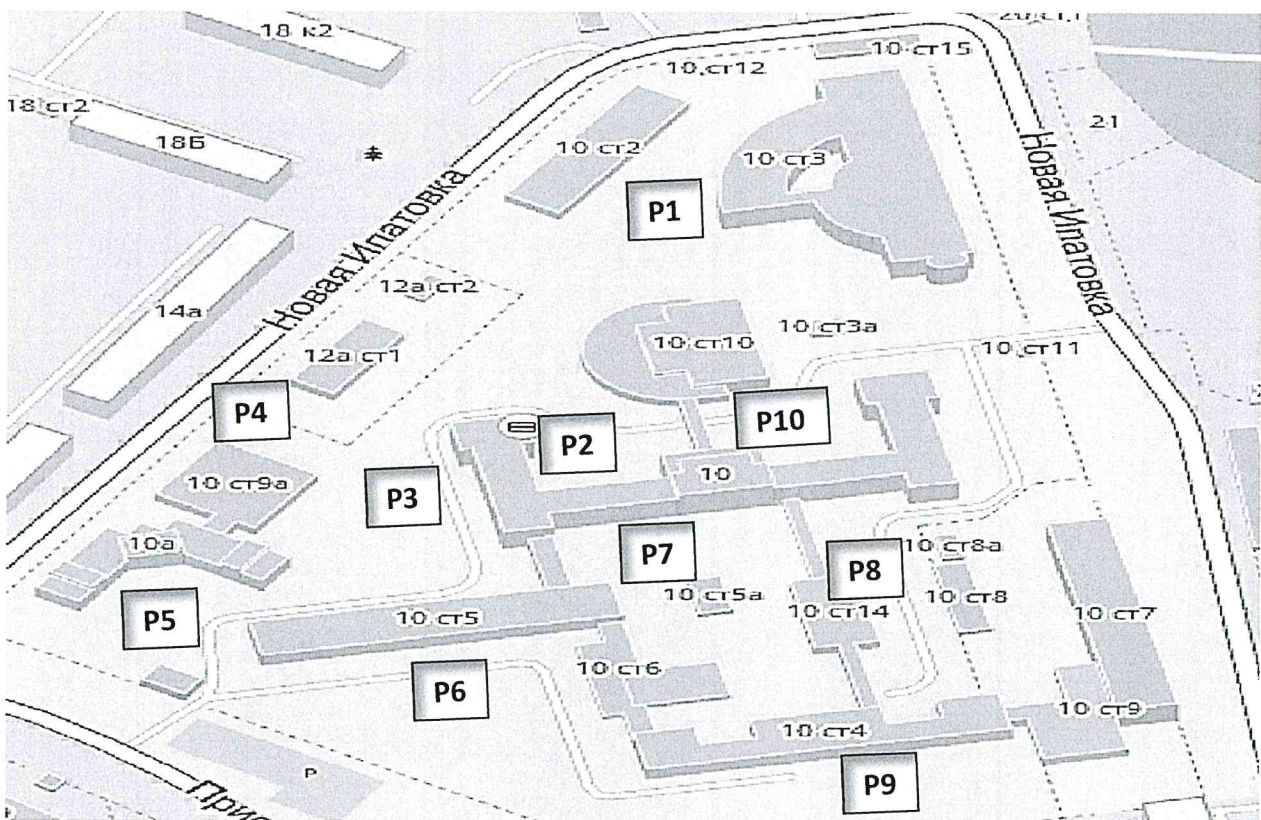 18 к2
10 ст12
10 ст15
18 ст2
18Б
10 ст2
10 ст3
21
Новая Ипатовка
Новая Ипатовка
P1
12а ст2
14а
12а ст1
10 ст10
10 ст3а
10 ст11
P4
P2
P10
10 ст9а
P3
10
10а
P7
P8
10 ст8а
P5
10 ст5
10 ст5а
10 ст14
10 ст8
10 ст7
P6
10 ст6
10 ст4
10 ст9
P
P9